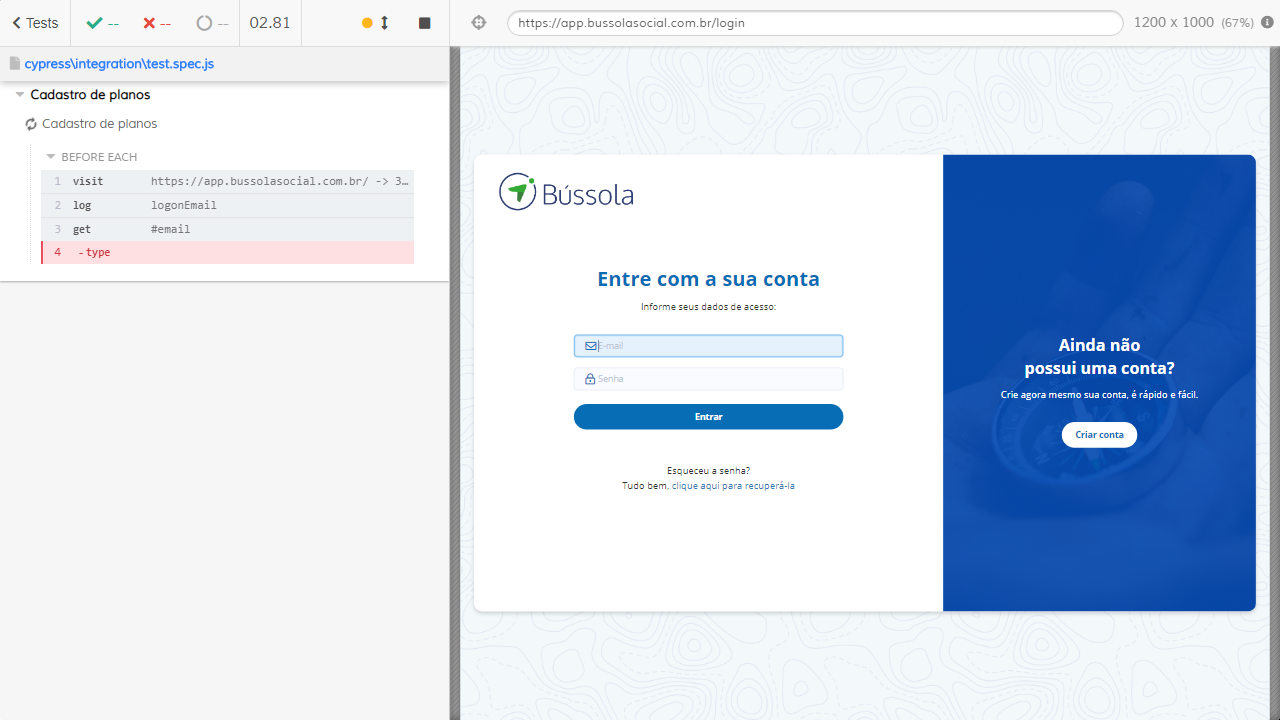 Tests
--
--
--
02.81
https://app.bussolasocial.com.br/login
1200 x 1000 (67%)
cypress\integration\test.spec.js
Cadastro de planos
Cadastro de planos
BEFORE EACH
1 visit https://app.bussolasocial.com.br/ -> 3…
2 log logonEmail
3 get #email
4 -type
Bússola
Entre com a sua conta
Informe seus dados de acesso:
E-mail
Senha
Entrar
Esqueceu a senha?
Tudo bem, clique aqui para recuperá-la
Ainda não
possui uma conta?
Crie agora mesmo sua conta, é rápido e fácil.
Criar conta